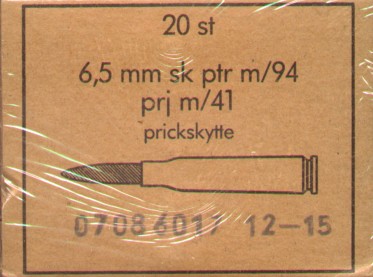 20 st
6,5 mm sk ptr m/94
prj m/41
prickskytte
07086017 12-15